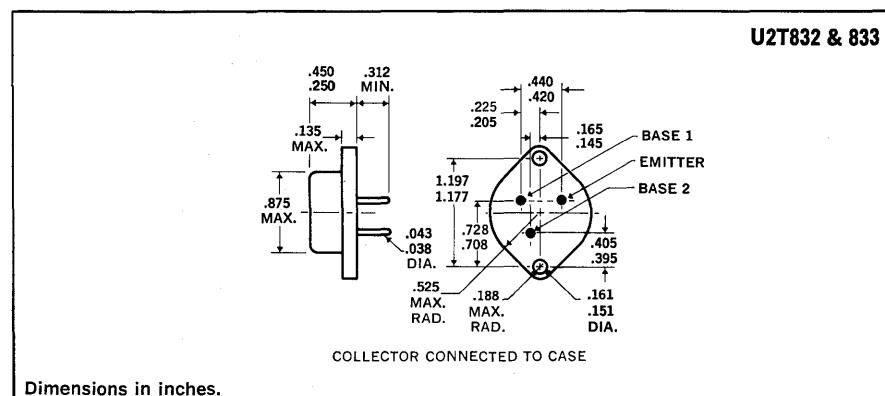 U2T832 & 833
.450
.250
.312
MIN.
.440
.420
.225
.205
.135
MAX.
.165
.145
BASE 1
EMITTER
BASE 2
1.197
1.177
.875
MAX.
.728
.708
.043
.038
DIA.
.405
.395
.525
MAX.
RAD.
.188
MAX.
RAD.
.161
.151
DIA.
COLLECTOR CONNECTED TO CASE
Dimensions in inches.